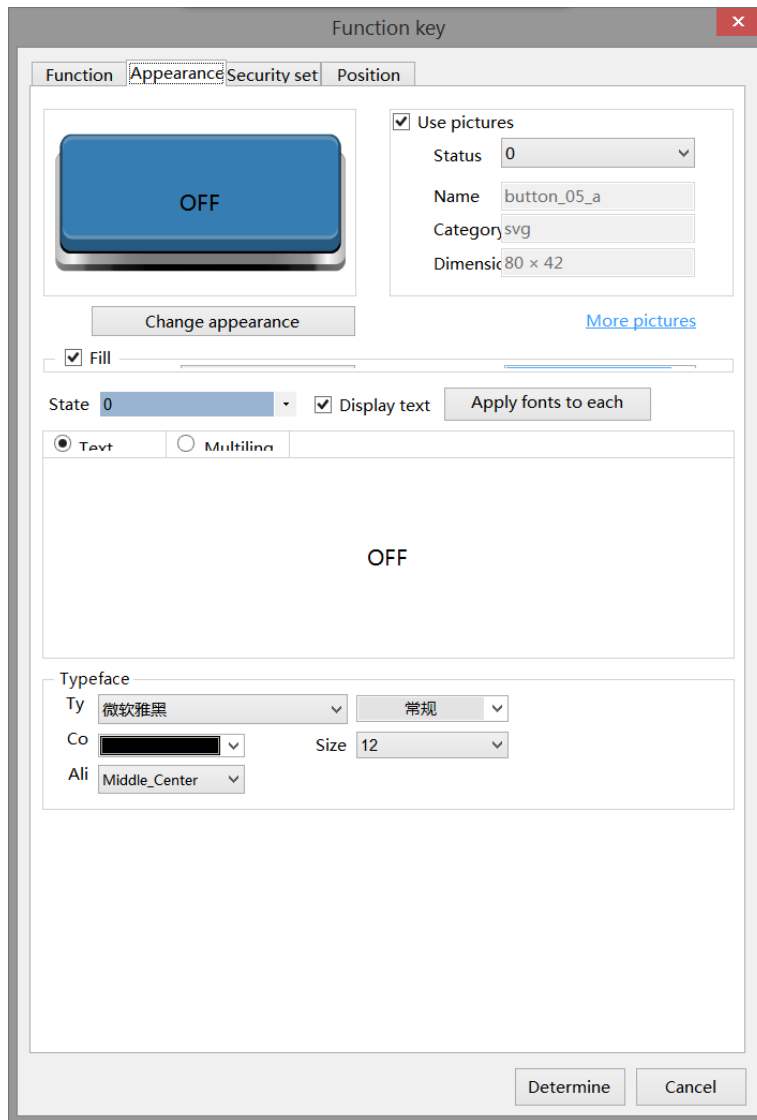 Function key
Function Appearance Security set Position
OFF
Use pictures
Status 0
Name button_05_a
Category svg
Dimensic 80 × 42
Change appearance
More pictures
Fill
State 0 Display text Apply fonts to each
Text Multiling
OFF
Typeface
Ty 微软雅黑 常规
Co Size 12
Ali Middle_Center
Determine Cancel